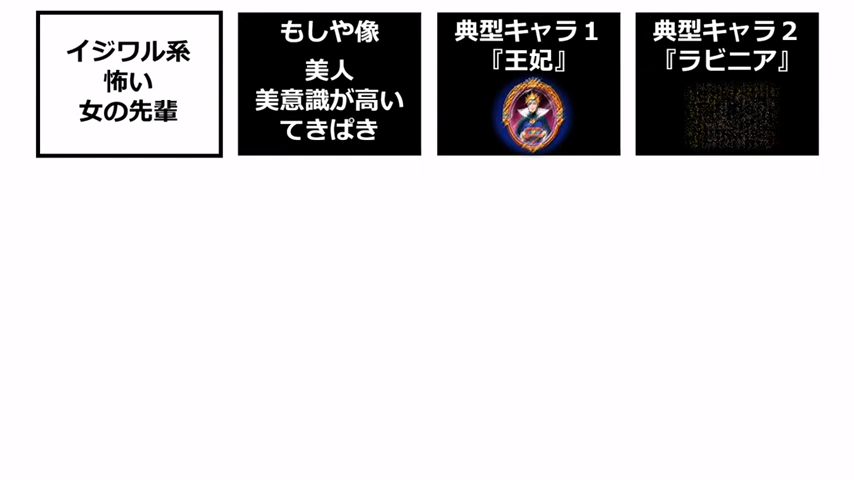 イジワル系
怖い
女の先輩
もしや像
美人
美意識が高い
てきぱき
典型キャラ１
『王妃』
典型キャラ２
『ラビニア』